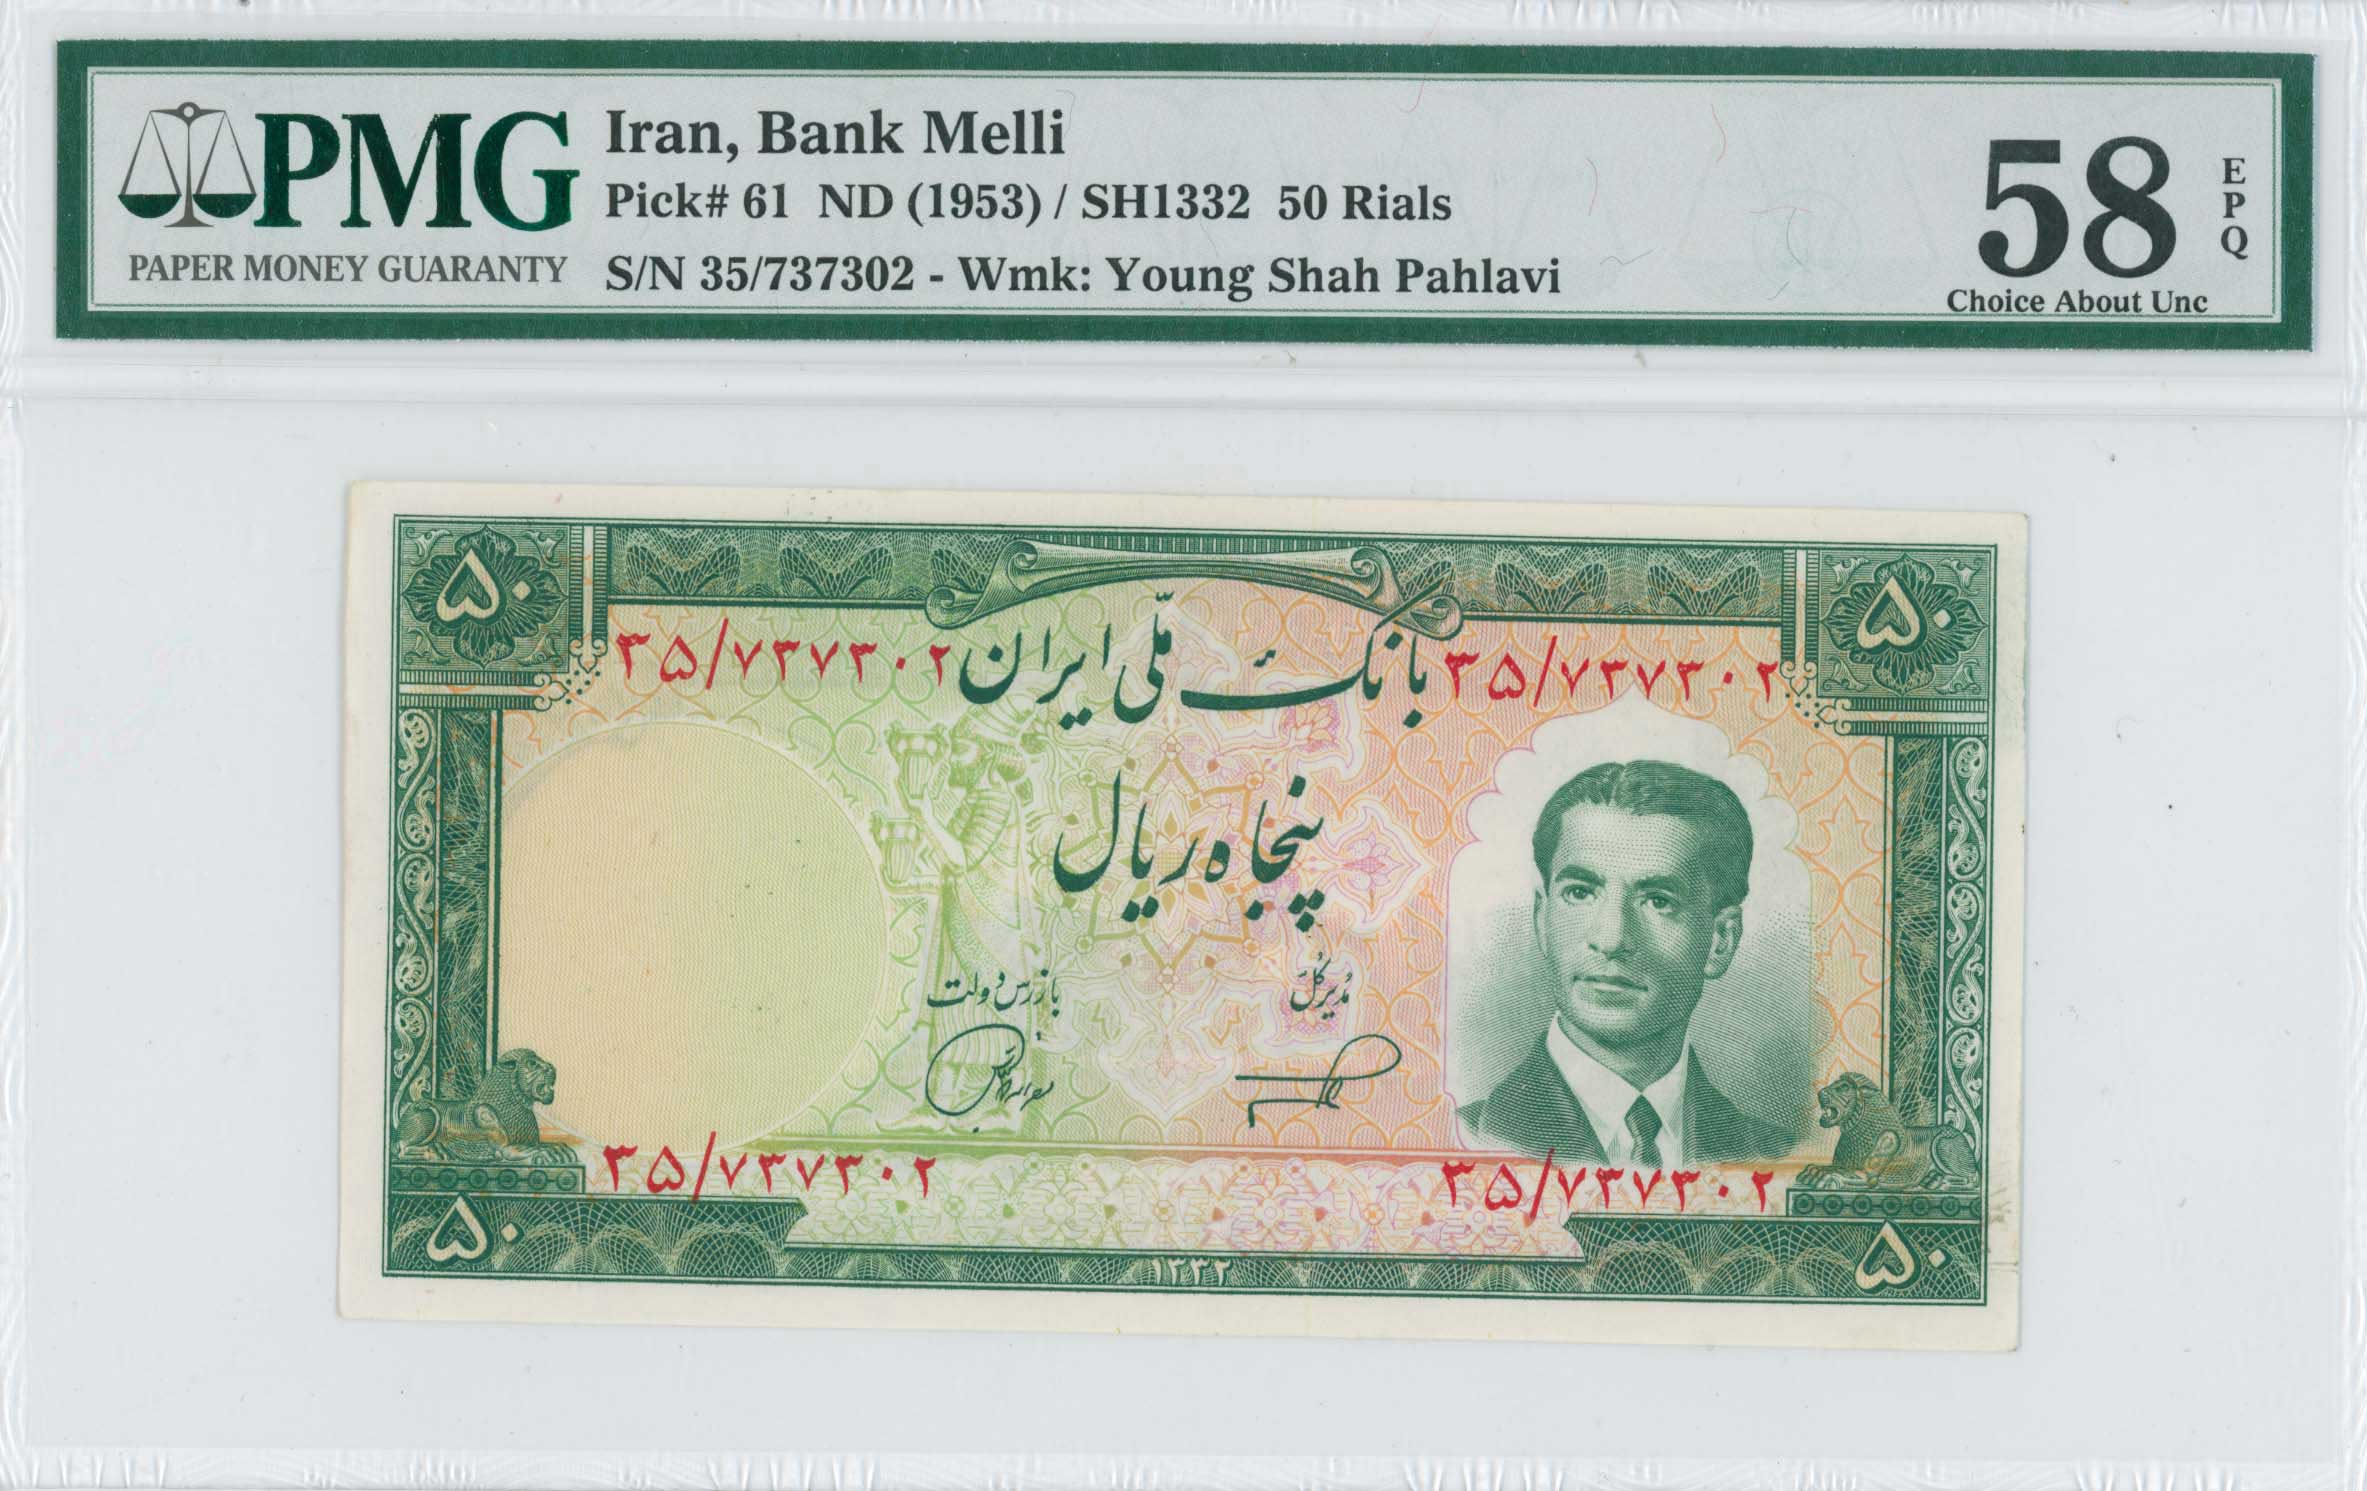 PMG
PAPER MONEY GUARANTY
Iran, Bank Melli
Pick# 61 ND (1953) / SH1332 50 Rials
S/N 35/737302 - Wmk: Young Shah Pahlavi
58
EPQ
Choice About Unc
۵۰
۵۰
بانک ملّی ایران
۳۵/۷۳۷۳۰۲
۳۵/۷۳۷۳۰۲
پنجاه ریال
مدیر کل
بازرس دولت
۳۵/۷۳۷۳۰۲
۳۵/۷۳۷۳۰۲
۵۰
۱۳۳۲
۵۰